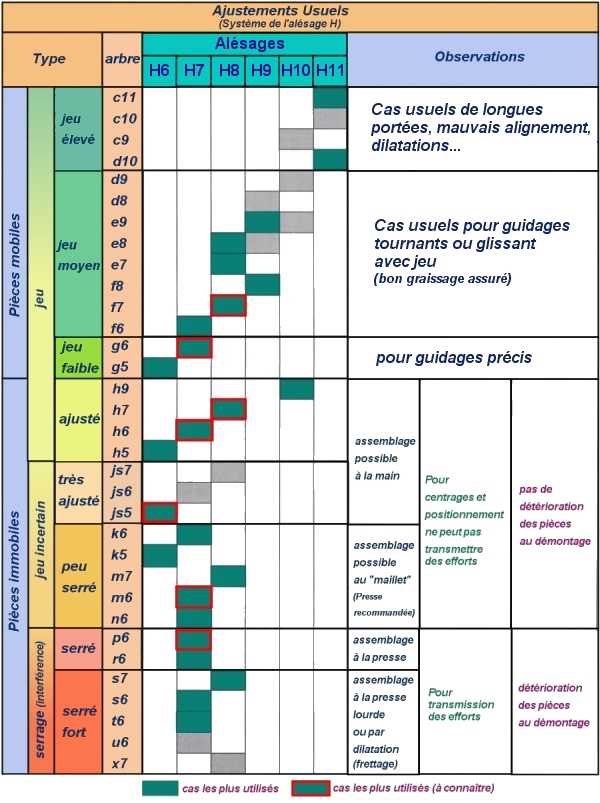 Ajustements Usuels
(Système de l'alésage H)
Type
arbre
Alésages
H6
H7
H8
H9
H10
H11
Observations
Pièces mobiles
Pièces immobiles
jeu
jeu incertain
serrage (interférence)
jeu
élevé
c11
c10
c9
d10
Cas usuels de longues
portées, mauvais alignement,
dilatations...
jeu
moyen
d9
d8
e9
e8
e7
f8
f7
f6
Cas usuels pour guidages
tournants ou glissant
avec jeu
(bon graissage assuré)
jeu
faible
g6
g5
pour guidages précis
ajusté
h9
h7
h6
h5
très
ajusté
js7
js6
js5
assemblage
possible
à la main
peu
serré
k6
k5
m7
m6
n6
assemblage
possible
au "maillet"
(Presse
recommandée)
Pour
centrages et
positionnement
ne peut pas
transmettre
des efforts
pas de
détérioration
des pièces
au démontage
serré
p6
r6
assemblage
à la presse
serré
fort
s7
s6
t6
u6
x7
assemblage
à la presse
lourde
ou par
dilatation
(frettage)
Pour
transmission
des efforts
détérioration
des pièces
au démontage
cas les plus utilisés
cas les plus utilisés (à connaître)